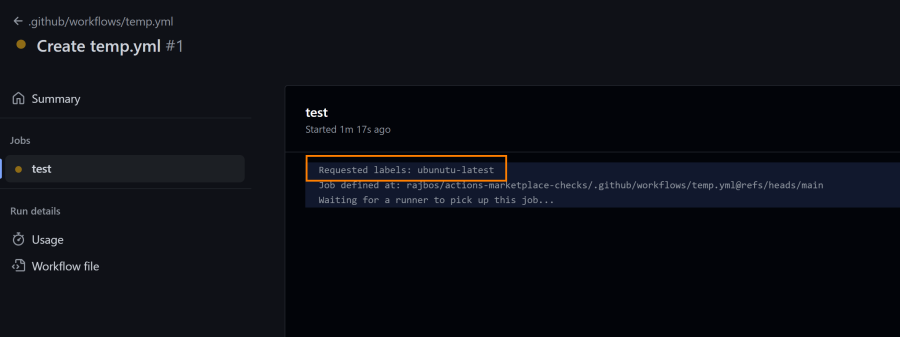 .github/workflows/temp.yml
Create temp.yml #1
Summary
Jobs
test
Run details
Usage
Workflow file
test
Started 1m 17s ago
Requested labels: ubunutu-latest
Job defined at: rajbos/actions-marketplace-checks/.github/workflows/temp.yml@refs/heads/main
Waiting for a runner to pick up this job...